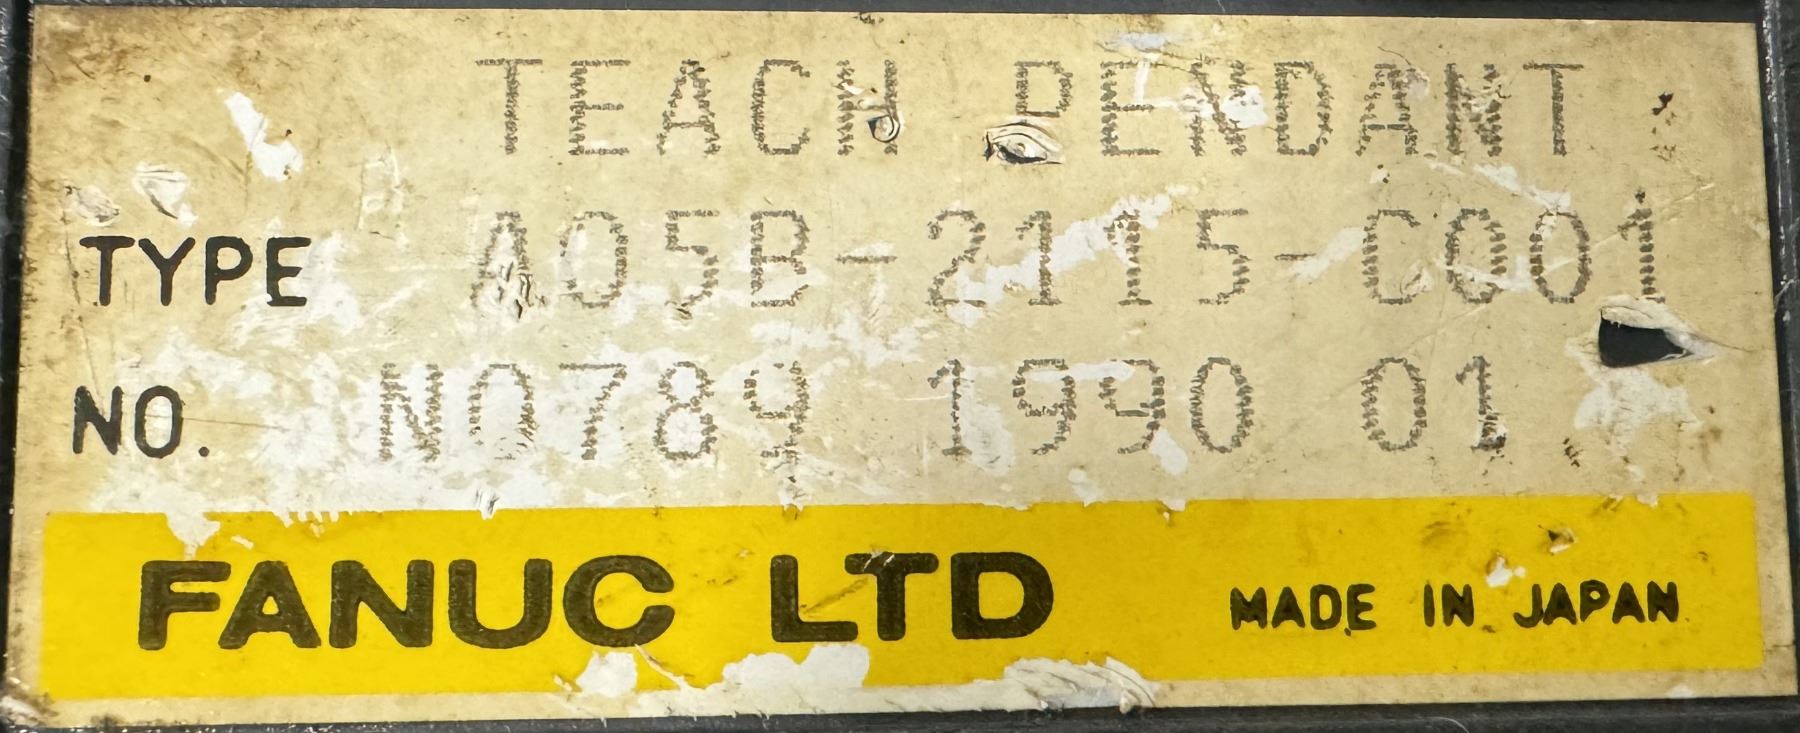 TEACH PENDANT
TYPE A05B-2115-C001
NO. N0789 1990 01
FANUC LTD MADE IN JAPAN